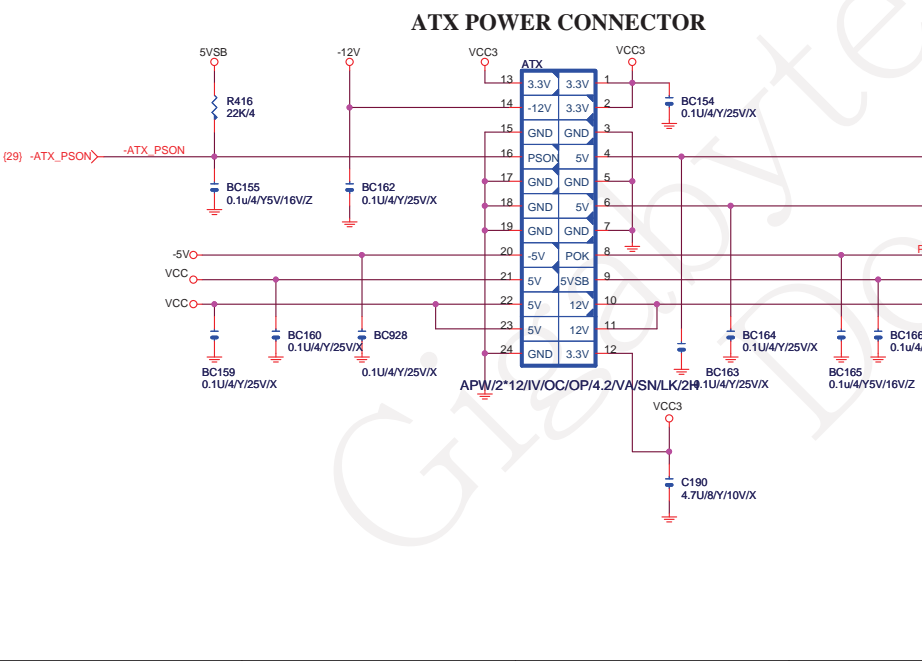 ATX POWER CONNECTOR
5VSB
-12V
VCC3
VCC3
ATX
R416
22K/4
13 3.3V 3.3V 1
14 -12V 3.3V 2
15 GND GND 3
16 PSON 5V 4
17 GND GND 5
18 GND 5V 6
19 GND GND 7
20 -5V POK 8
21 5V 5VSB 9
22 5V 12V 10
23 5V 12V 11
24 GND 3.3V 12
BC154
0.1U/4/Y/25V/X
{29} -ATX_PSON
-ATX_PSON
BC155
0.1u/4/Y5V/16V/Z
BC162
0.1U/4/Y/25V/X
-5V
VCC
VCC
BC159
0.1U/4/Y/25V/X
BC160
0.1U/4/Y/25V/X
BC928
0.1U/4/Y/25V/X
APW/2*12/IV/OC/OP/4.2/VA/SN/LK/2H
BC163
0.1U/4/Y/25V/X
BC164
0.1U/4/Y/25V/X
BC165
0.1u/4/Y5V/16V/Z
BC166
0.1u/4/
VCC3
C190
4.7U/8/Y/10V/X
Gigabyte